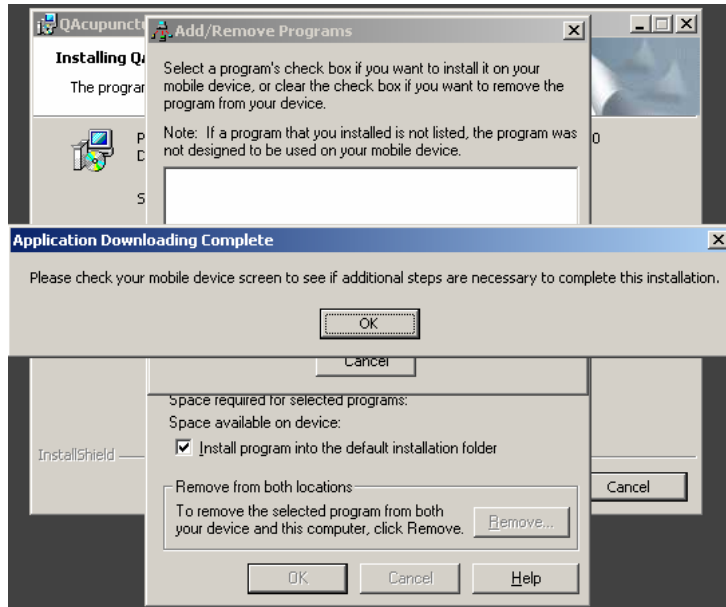 QAcupunct
Add/Remove Programs
Installing Q
The prograr
Select a program's check box if you want to install it on your
mobile device, or clear the check box if you want to remove the
program from your device.
Note: If a program that you installed is not listed, the program was
not designed to be used on your mobile device.
P
D
0
S
Application Downloading Complete
Please check your mobile device screen to see if additional steps are necessary to complete this installation.
OK
Cancel
Space required for selected programs:
Space available on device:
Install program into the default installation folder
InstallShield
Remove from both locations
To remove the selected program from both
your device and this computer, click Remove.
Remove...
Cancel
OK
Cancel
Help